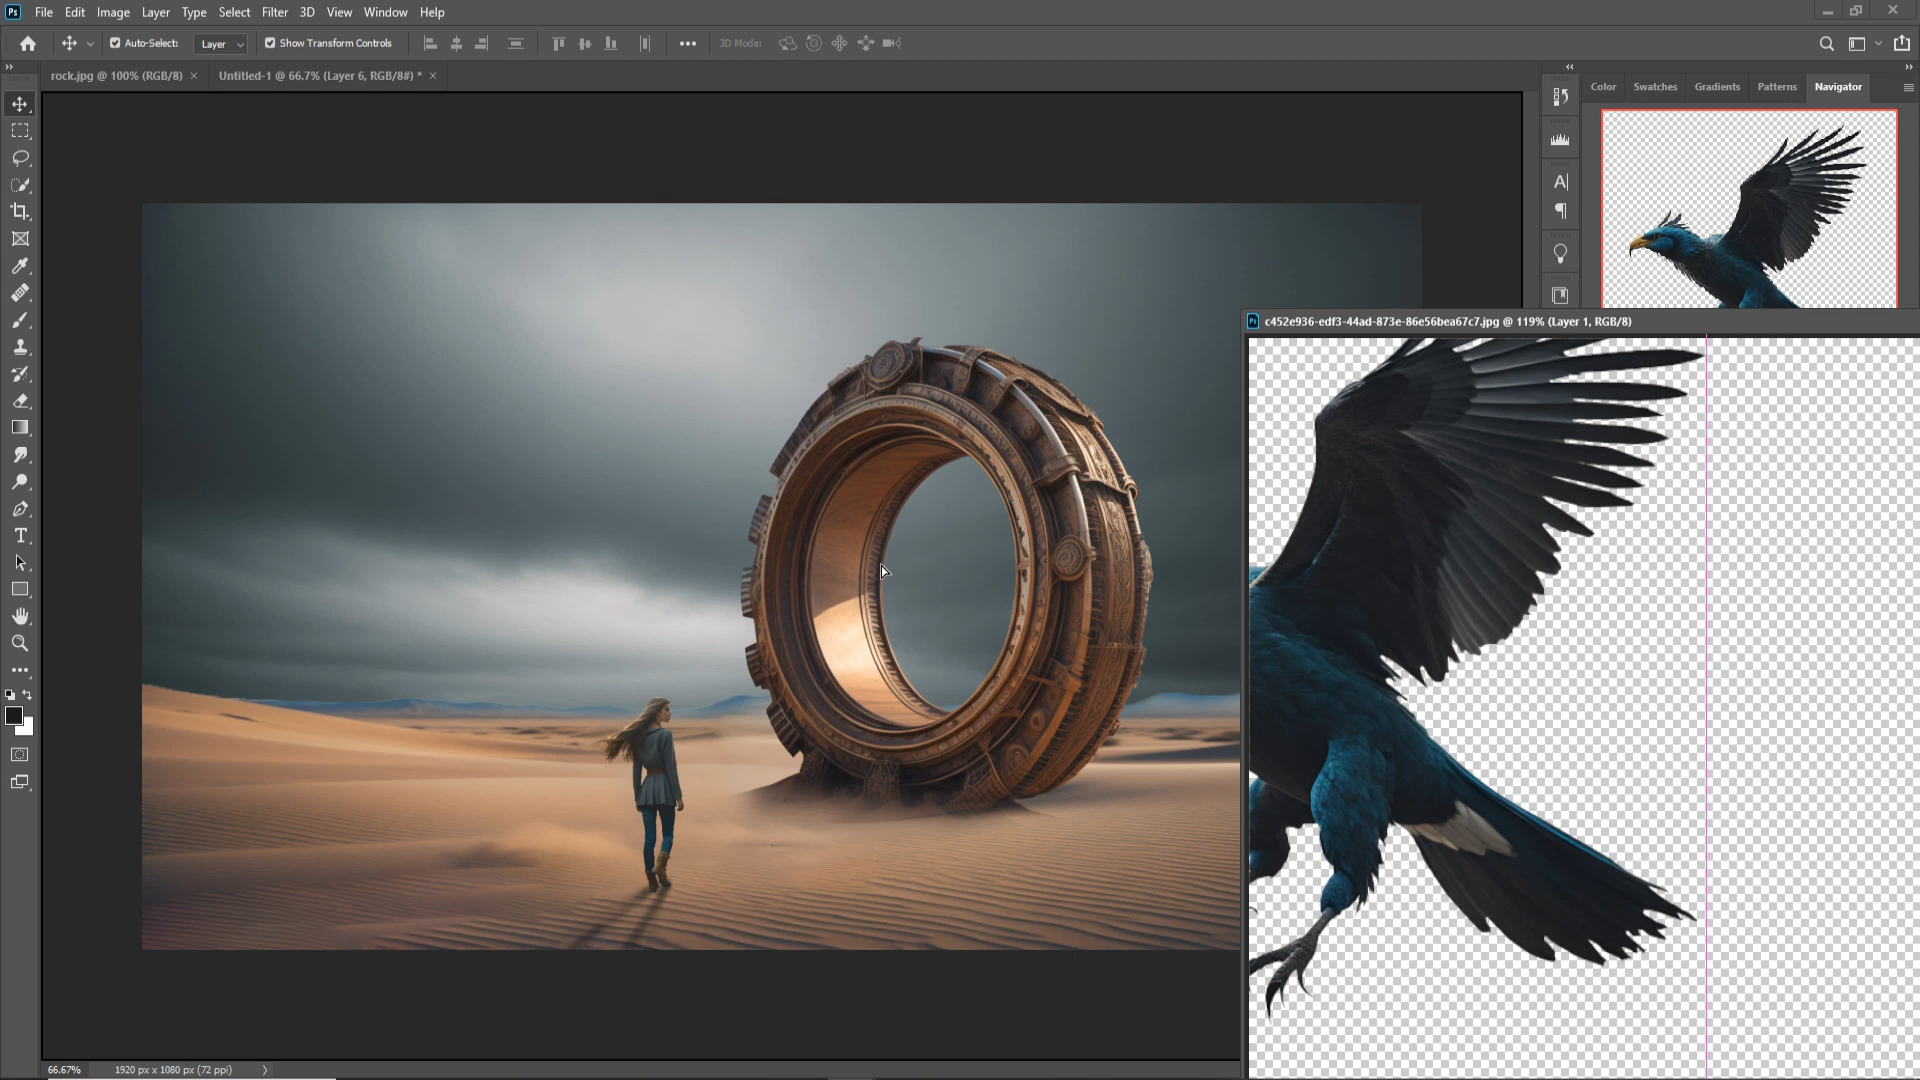 Ps File Edit Image Layer Type Select Filter 3D View Window Help
Auto-Select: Layer Show Transform Controls 3D Mode:
rock.jpg @ 100% (RGB/8) × Untitled-1 @ 66.7% (Layer 6, RGB/8#) * ×
Color Swatches Gradients Patterns Navigator
Ps c452e936-edf3-44ad-873e-86e56bea67c7.jpg @ 119% (Layer 1, RGB/8)
66.67% 1920 px x 1080 px (72 ppi)